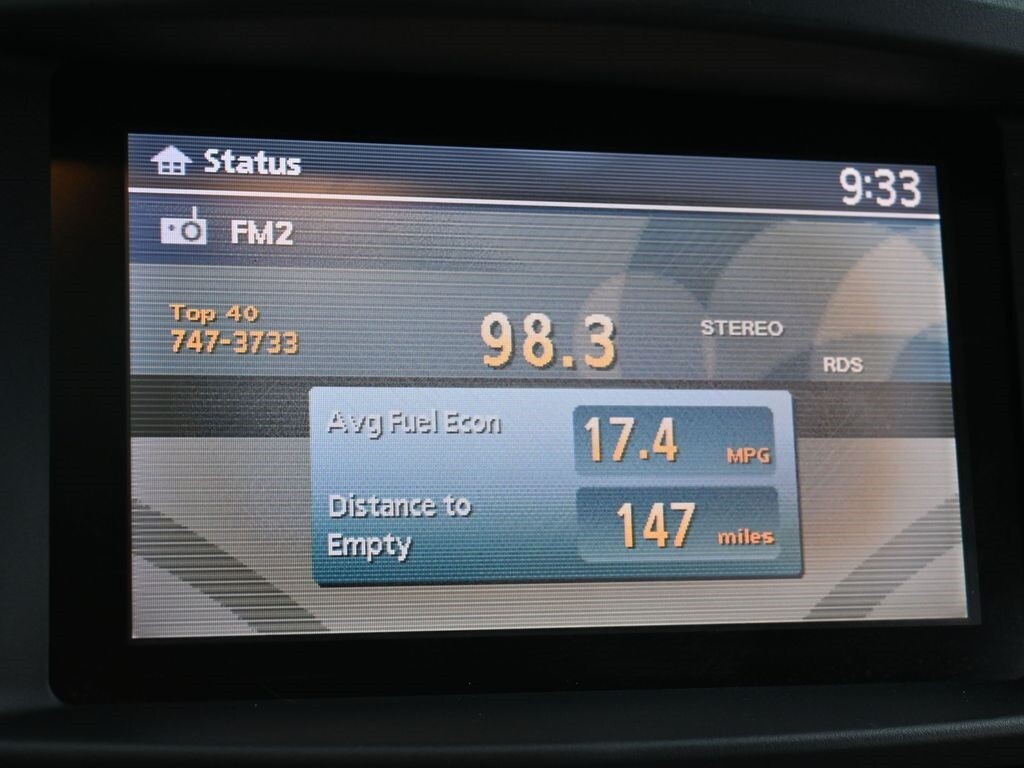 Status
9:33
FM2
Top 40
747-3733
98.3
STEREO
RDS
Avg Fuel Econ
17.4 MPG
Distance to
Empty
147 miles